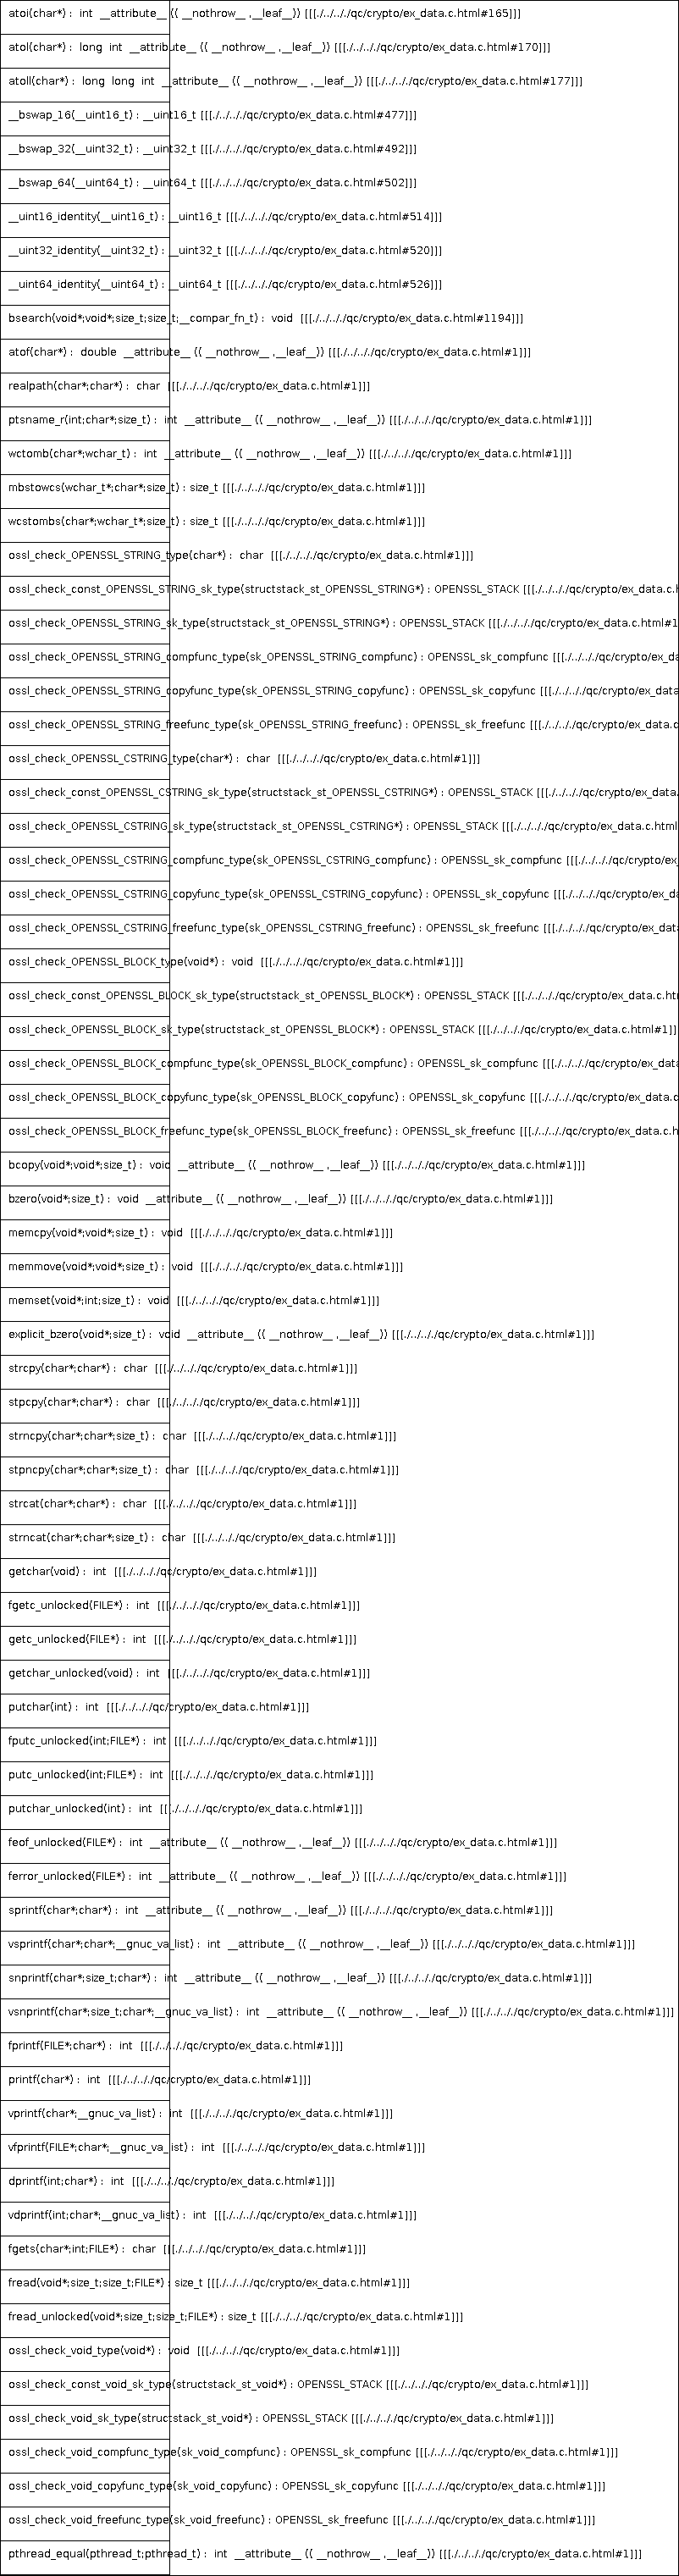 atoi(char*) : int __attribute__ (( __nothrow__ ,__leaf__)) [[[./../../qc/crypto/ex_data.c.html#165]]]
atol(char*) : long int __attribute__ (( __nothrow__ ,__leaf__)) [[[./../../qc/crypto/ex_data.c.html#170]]]
atoll(char*) : long long int __attribute__ (( __nothrow__ ,__leaf__)) [[[./../../qc/crypto/ex_data.c.html#177]]]
__bswap_16(__uint16_t) : __uint16_t [[[./../../qc/crypto/ex_data.c.html#477]]]
__bswap_32(__uint32_t) : __uint32_t [[[./../../qc/crypto/ex_data.c.html#492]]]
__bswap_64(__uint64_t) : __uint64_t [[[./../../qc/crypto/ex_data.c.html#502]]]
__uint16_identity(__uint16_t) : __uint16_t [[[./../../qc/crypto/ex_data.c.html#514]]]
__uint32_identity(__uint32_t) : __uint32_t [[[./../../qc/crypto/ex_data.c.html#520]]]
__uint64_identity(__uint64_t) : __uint64_t [[[./../../qc/crypto/ex_data.c.html#526]]]
bsearch(void*;void*;size_t;size_t;__compar_fn_t) : void [[[./../../qc/crypto/ex_data.c.html#1194]]]
atof(char*) : double __attribute__ (( __nothrow__ ,__leaf__)) [[[./../../qc/crypto/ex_data.c.html#1]]]
realpath(char*;char*) : char [[[./../../qc/crypto/ex_data.c.html#1]]]
ptsname_r(int;char*;size_t) : int __attribute__ (( __nothrow__ ,__leaf__)) [[[./../../qc/crypto/ex_data.c.html#1]]]
wctomb(char*;wchar_t) : int __attribute__ (( __nothrow__ ,__leaf__)) [[[./../../qc/crypto/ex_data.c.html#1]]]
mbstowcs(wchar_t*;char*;size_t) : size_t [[[./../../qc/crypto/ex_data.c.html#1]]]
wcstombs(char*;wchar_t*;size_t) : size_t [[[./../../qc/crypto/ex_data.c.html#1]]]
ossl_check_OPENSSL_STRING_type(char*) : char [[[./../../qc/crypto/ex_data.c.html#1]]]
ossl_check_const_OPENSSL_STRING_sk_type(structstack_st_OPENSSL_STRING*) : OPENSSL_STACK [[[./../../qc/crypto/ex_data.c.h
ossl_check_OPENSSL_STRING_sk_type(structstack_st_OPENSSL_STRING*) : OPENSSL_STACK [[[./../../qc/crypto/ex_data.c.html#1
ossl_check_OPENSSL_STRING_compfunc_type(sk_OPENSSL_STRING_compfunc) : OPENSSL_sk_compfunc [[[./../../qc/crypto/ex_da
ossl_check_OPENSSL_STRING_copyfunc_type(sk_OPENSSL_STRING_copyfunc) : OPENSSL_sk_copyfunc [[[./../../qc/crypto/ex_data
ossl_check_OPENSSL_STRING_freefunc_type(sk_OPENSSL_STRING_freefunc) : OPENSSL_sk_freefunc [[[./../../qc/crypto/ex_data.c
ossl_check_OPENSSL_CSTRING_type(char*) : char [[[./../../qc/crypto/ex_data.c.html#1]]]
ossl_check_const_OPENSSL_CSTRING_sk_type(structstack_st_OPENSSL_CSTRING*) : OPENSSL_STACK [[[./../../qc/crypto/ex_data.
ossl_check_OPENSSL_CSTRING_sk_type(structstack_st_OPENSSL_CSTRING*) : OPENSSL_STACK [[[./../../qc/crypto/ex_data.c.html
ossl_check_OPENSSL_CSTRING_compfunc_type(sk_OPENSSL_CSTRING_compfunc) : OPENSSL_sk_compfunc [[[./../../qc/crypto/ex_
ossl_check_OPENSSL_CSTRING_copyfunc_type(sk_OPENSSL_CSTRING_copyfunc) : OPENSSL_sk_copyfunc [[[./../../qc/crypto/ex_da
ossl_check_OPENSSL_CSTRING_freefunc_type(sk_OPENSSL_CSTRING_freefunc) : OPENSSL_sk_freefunc [[[./../../qc/crypto/ex_data
ossl_check_OPENSSL_BLOCK_type(void*) : void [[[./../../qc/crypto/ex_data.c.html#1]]]
ossl_check_const_OPENSSL_BLOCK_sk_type(structstack_st_OPENSSL_BLOCK*) : OPENSSL_STACK [[[./../../qc/crypto/ex_data.c.htm
ossl_check_OPENSSL_BLOCK_sk_type(structstack_st_OPENSSL_BLOCK*) : OPENSSL_STACK [[[./../../qc/crypto/ex_data.c.html#1]]]
ossl_check_OPENSSL_BLOCK_compfunc_type(sk_OPENSSL_BLOCK_compfunc) : OPENSSL_sk_compfunc [[[./../../qc/crypto/ex_data
ossl_check_OPENSSL_BLOCK_copyfunc_type(sk_OPENSSL_BLOCK_copyfunc) : OPENSSL_sk_copyfunc [[[./../../qc/crypto/ex_data.c
ossl_check_OPENSSL_BLOCK_freefunc_type(sk_OPENSSL_BLOCK_freefunc) : OPENSSL_sk_freefunc [[[./../../qc/crypto/ex_data.c.h
bcopy(void*;void*;size_t) : void __attribute__ (( __nothrow__ ,__leaf__)) [[[./../../qc/crypto/ex_data.c.html#1]]]
bzero(void*;size_t) : void __attribute__ (( __nothrow__ ,__leaf__)) [[[./../../qc/crypto/ex_data.c.html#1]]]
memcpy(void*;void*;size_t) : void [[[./../../qc/crypto/ex_data.c.html#1]]]
memmove(void*;void*;size_t) : void [[[./../../qc/crypto/ex_data.c.html#1]]]
memset(void*;int;size_t) : void [[[./../../qc/crypto/ex_data.c.html#1]]]
explicit_bzero(void*;size_t) : void __attribute__ (( __nothrow__ ,__leaf__)) [[[./../../qc/crypto/ex_data.c.html#1]]]
strcpy(char*;char*) : char [[[./../../qc/crypto/ex_data.c.html#1]]]
stpcpy(char*;char*) : char [[[./../../qc/crypto/ex_data.c.html#1]]]
strncpy(char*;char*;size_t) : char [[[./../../qc/crypto/ex_data.c.html#1]]]
stpncpy(char*;char*;size_t) : char [[[./../../qc/crypto/ex_data.c.html#1]]]
strcat(char*;char*) : char [[[./../../qc/crypto/ex_data.c.html#1]]]
strncat(char*;char*;size_t) : char [[[./../../qc/crypto/ex_data.c.html#1]]]
getchar(void) : int [[[./../../qc/crypto/ex_data.c.html#1]]]
fgetc_unlocked(FILE*) : int [[[./../../qc/crypto/ex_data.c.html#1]]]
getc_unlocked(FILE*) : int [[[./../../qc/crypto/ex_data.c.html#1]]]
getchar_unlocked(void) : int [[[./../../qc/crypto/ex_data.c.html#1]]]
putchar(int) : int [[[./../../qc/crypto/ex_data.c.html#1]]]
fputc_unlocked(int;FILE*) : int [[[./../../qc/crypto/ex_data.c.html#1]]]
putc_unlocked(int;FILE*) : int [[[./../../qc/crypto/ex_data.c.html#1]]]
putchar_unlocked(int) : int [[[./../../qc/crypto/ex_data.c.html#1]]]
feof_unlocked(FILE*) : int __attribute__ (( __nothrow__ ,__leaf__)) [[[./../../qc/crypto/ex_data.c.html#1]]]
ferror_unlocked(FILE*) : int __attribute__ (( __nothrow__ ,__leaf__)) [[[./../../qc/crypto/ex_data.c.html#1]]]
sprintf(char*;char*) : int __attribute__ (( __nothrow__ ,__leaf__)) [[[./../../qc/crypto/ex_data.c.html#1]]]
vsprintf(char*;char*;__gnuc_va_list) : int __attribute__ (( __nothrow__ ,__leaf__)) [[[./../../qc/crypto/ex_data.c.html#1]]]
snprintf(char*;size_t;char*) : int __attribute__ (( __nothrow__ ,__leaf__)) [[[./../../qc/crypto/ex_data.c.html#1]]]
vsnprintf(char*;size_t;char*;__gnuc_va_list) : int __attribute__ (( __nothrow__ ,__leaf__)) [[[./../../qc/crypto/ex_data.c.html#1]]]
fprintf(FILE*;char*) : int [[[./../../qc/crypto/ex_data.c.html#1]]]
printf(char*) : int [[[./../../qc/crypto/ex_data.c.html#1]]]
vprintf(char*;__gnuc_va_list) : int [[[./../../qc/crypto/ex_data.c.html#1]]]
vfprintf(FILE*;char*;__gnuc_va_list) : int [[[./../../qc/crypto/ex_data.c.html#1]]]
dprintf(int;char*) : int [[[./../../qc/crypto/ex_data.c.html#1]]]
vdprintf(int;char*;__gnuc_va_list) : int [[[./../../qc/crypto/ex_data.c.html#1]]]
fgets(char*;int;FILE*) : char [[[./../../qc/crypto/ex_data.c.html#1]]]
fread(void*;size_t;size_t;FILE*) : size_t [[[./../../qc/crypto/ex_data.c.html#1]]]
fread_unlocked(void*;size_t;size_t;FILE*) : size_t [[[./../../qc/crypto/ex_data.c.html#1]]]
ossl_check_void_type(void*) : void [[[./../../qc/crypto/ex_data.c.html#1]]]
ossl_check_const_void_sk_type(structstack_st_void*) : OPENSSL_STACK [[[./../../qc/crypto/ex_data.c.html#1]]]
ossl_check_void_sk_type(structstack_st_void*) : OPENSSL_STACK [[[./../../qc/crypto/ex_data.c.html#1]]]
ossl_check_void_compfunc_type(sk_void_compfunc) : OPENSSL_sk_compfunc [[[./../../qc/crypto/ex_data.c.html#1]]]
ossl_check_void_copyfunc_type(sk_void_copyfunc) : OPENSSL_sk_copyfunc [[[./../../qc/crypto/ex_data.c.html#1]]]
ossl_check_void_freefunc_type(sk_void_freefunc) : OPENSSL_sk_freefunc [[[./../../qc/crypto/ex_data.c.html#1]]]
pthread_equal(pthread_t;pthread_t) : int __attribute__ (( __nothrow__ ,__leaf__)) [[[./../../qc/crypto/ex_data.c.html#1]]]